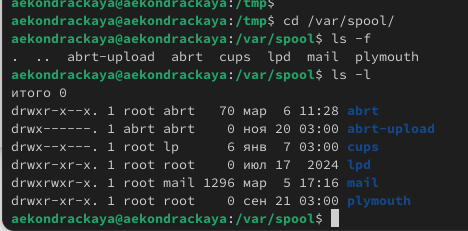 aekondrackaya@aekondrackaya:/tmp$
aekondrackaya@aekondrackaya:/tmp$ cd /var/spool/
aekondrackaya@aekondrackaya:/var/spool$ ls -f
.  ..  abrt-upload  abrt  cups  lpd  mail  plymouth
aekondrackaya@aekondrackaya:/var/spool$ ls -l
итого 0
drwxr-x--x. 1 root abrt   70 мар  6 11:28 abrt
drwx------. 1 abrt abrt    0 ноя 20 03:00 abrt-upload
drwx--x---. 1 root lp      6 янв  7 03:00 cups
drwxr-xr-x. 1 root root    0 июл 17  2024 lpd
drwxrwxr-x. 1 root mail 1296 мар  5 17:16 mail
drwxr-xr-x. 1 root root    0 сен 21 03:00 plymouth
aekondrackaya@aekondrackaya:/var/spool$